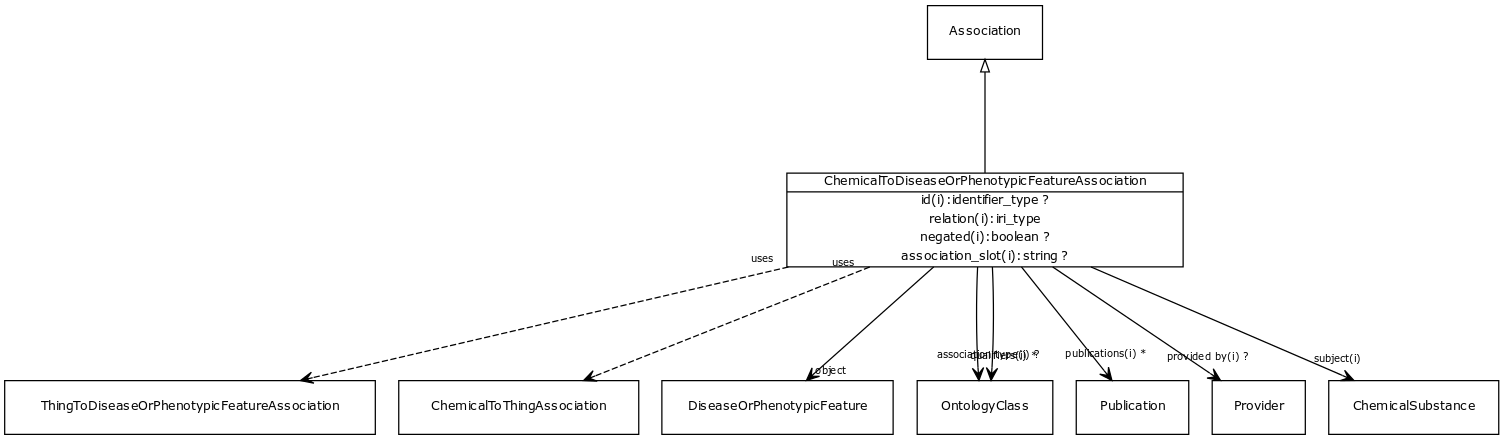 Association
ChemicalToDiseaseOrPhenotypicFeatureAssociation
id(i):identifier_type ?
relation(i):iri_type
negated(i):boolean ?
association_slot(i):string ?
uses
uses
object
association type(i) ?
qualifiers(i) *
publications(i) *
provided by(i) ?
subject(i)
ThingToDiseaseOrPhenotypicFeatureAssociation
ChemicalToThingAssociation
DiseaseOrPhenotypicFeature
OntologyClass
Publication
Provider
ChemicalSubstance